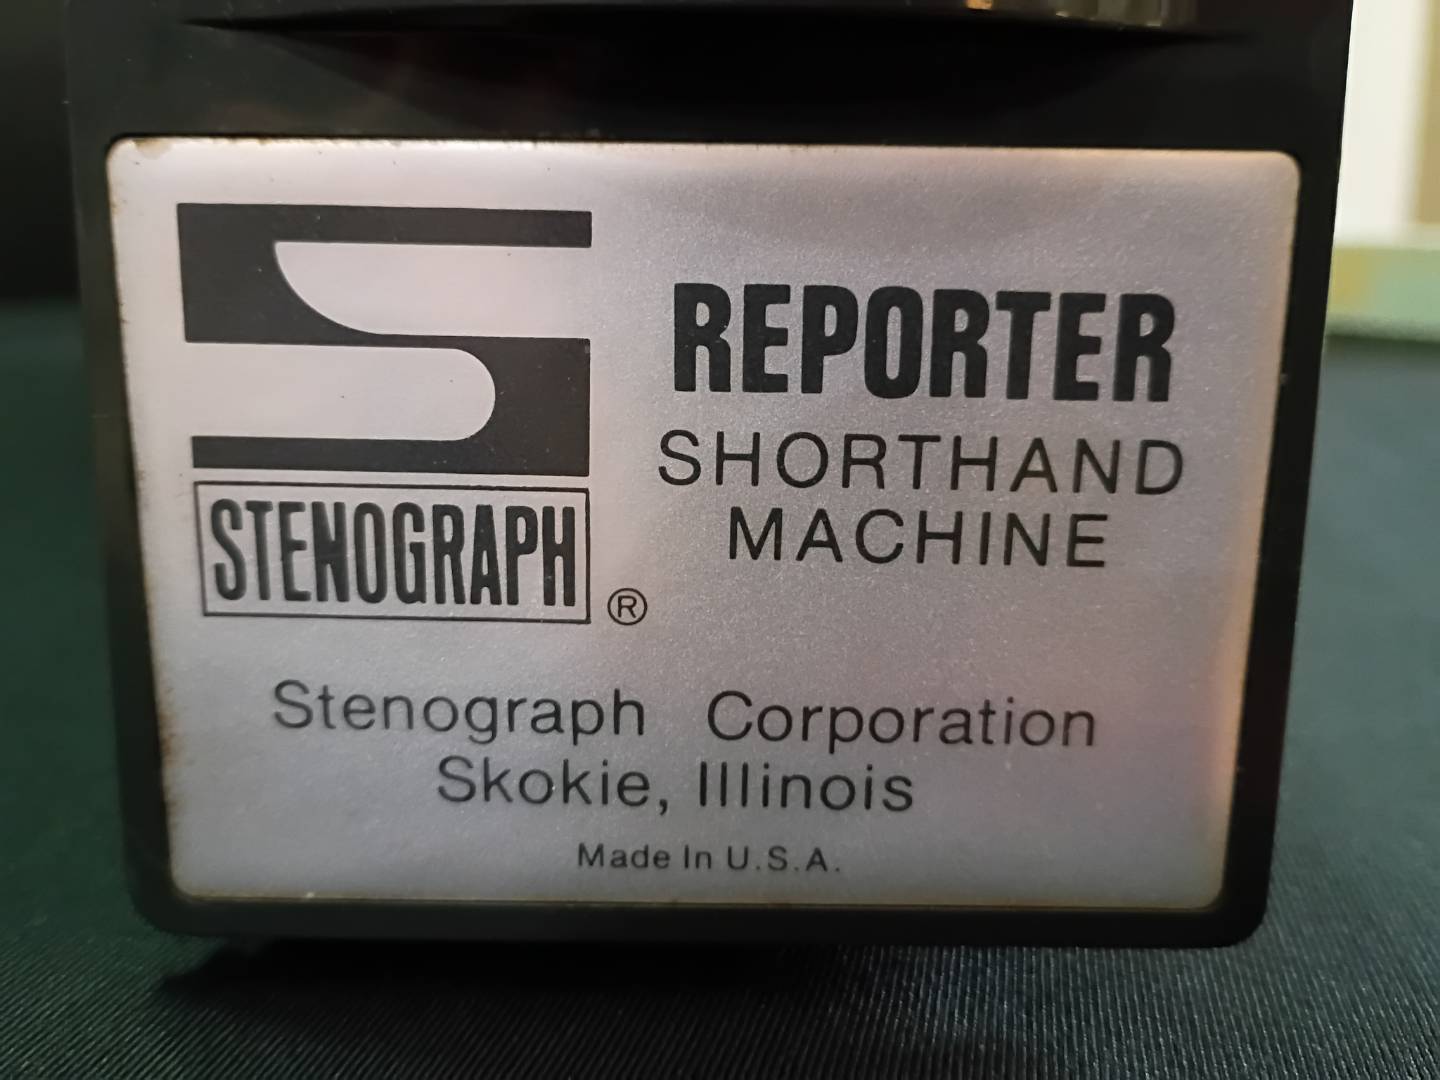 STENOGRAPH
®
REPORTER
SHORTHAND
MACHINE
Stenograph Corporation
Skokie, Illinois
Made In U.S.A.